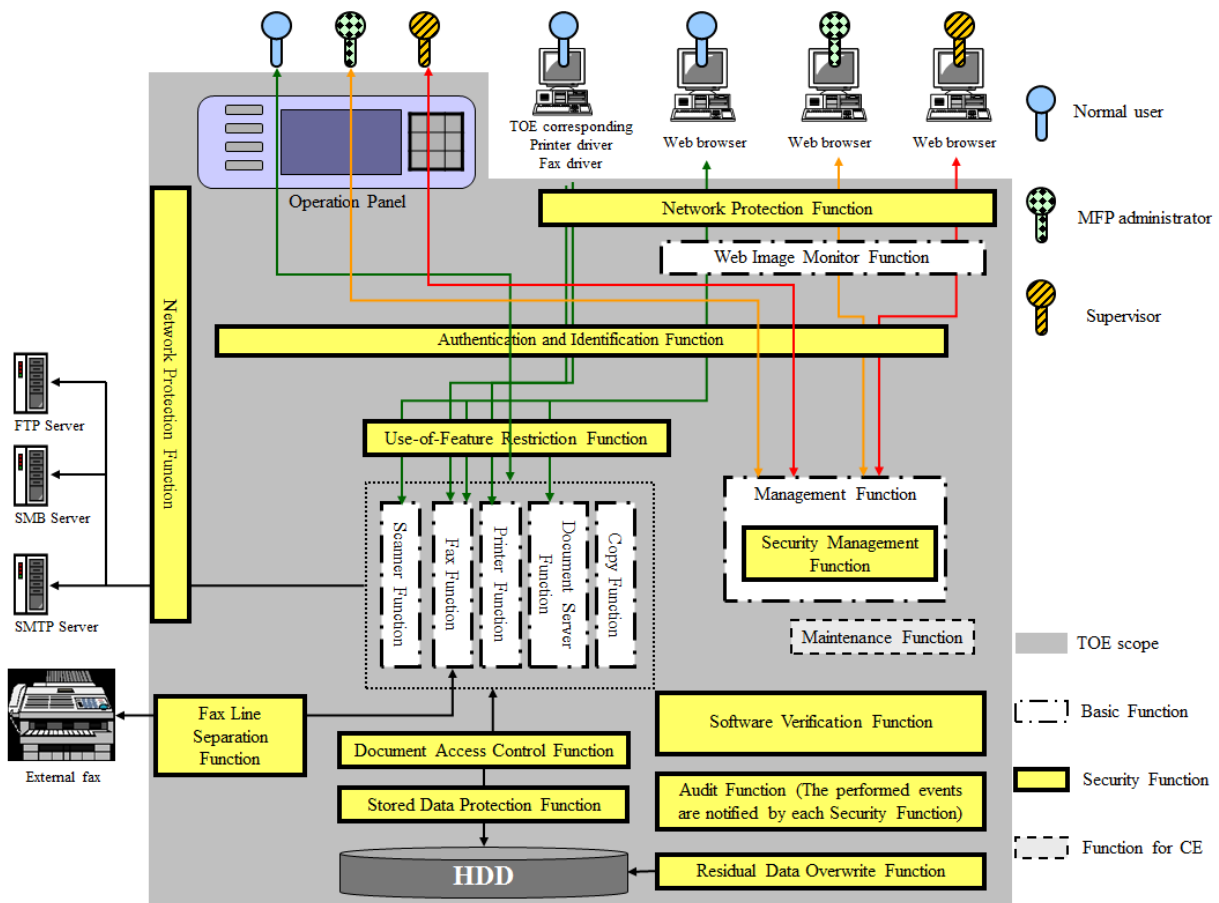 TOE corresponding
Printer driver
Fax driver
Web browser
Web browser
Web browser
Normal user
Operation Panel
Network Protection Function
MFP administrator
Web Image Monitor Function
Supervisor
Network Protection Function
Authentication and Identification Function
FTP Server
Use-of-Feature Restriction Function
SMB Server
Management Function
Security Management
Function
Scanner Function
Fax Function
Printer Function
Document Server
Function
Copy Function
SMTP Server
Maintenance Function
TOE scope
Fax Line
Separation
Function
External fax
Document Access Control Function
Software Verification Function
Basic Function
Stored Data Protection Function
Audit Function (The performed events
are notified by each Security Function)
Security Function
HDD
Residual Data Overwrite Function
Function for CE